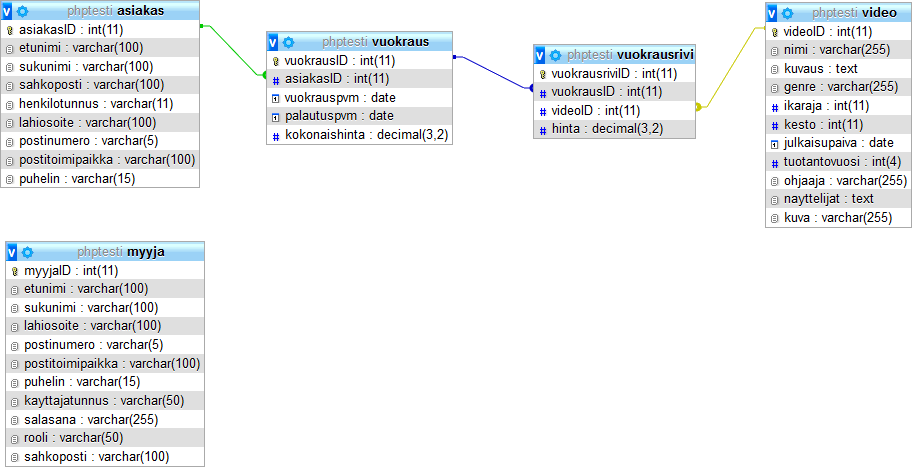 phptesti asiakas
asiakasID : int(11)
etunimi : varchar(100)
sukunimi : varchar(100)
sahkoposti : varchar(100)
henkilotunnus : varchar(11)
lahiosoite : varchar(100)
postinumero : varchar(5)
postitoimipaikka : varchar(100)
puhelin : varchar(15)
phptesti vuokraus
vuokrausID : int(11)
asiakasID : int(11)
vuokrauspvm : date
palautuspvm : date
kokonaishinta : decimal(3,2)
phptesti vuokrausrivi
vuokrausriviID : int(11)
vuokrausID : int(11)
videoID : int(11)
hinta : decimal(3,2)
phptesti video
videoID : int(11)
nimi : varchar(255)
kuvaus : text
genre : varchar(255)
ikaraja : int(11)
kesto : int(11)
julkaisupaiva : date
tuotantovuosi : int(4)
ohjaaja : varchar(255)
nayttelijat : text
kuva : varchar(255)
phptesti myyja
myyjaID : int(11)
etunimi : varchar(100)
sukunimi : varchar(100)
lahiosoite : varchar(100)
postinumero : varchar(5)
postitoimipaikka : varchar(100)
puhelin : varchar(15)
kayttajatunnus : varchar(50)
salasana : varchar(255)
rooli : varchar(50)
sahkoposti : varchar(100)